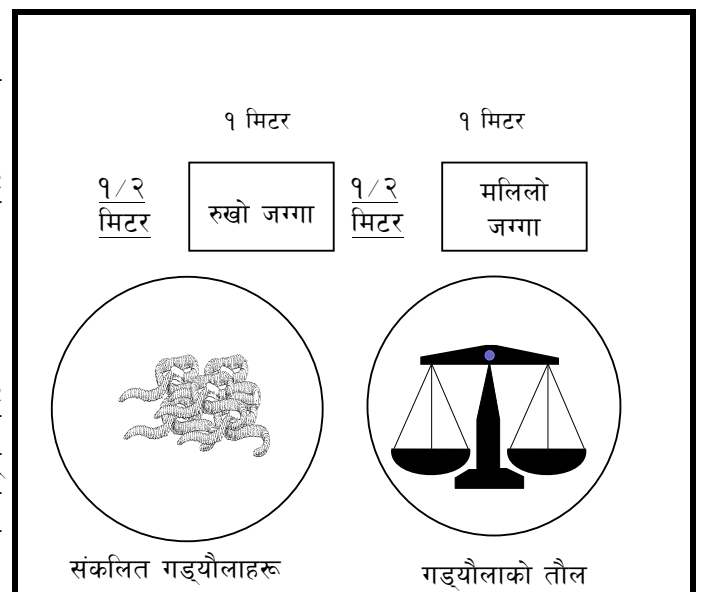 १ मिटर १ मिटर
१/२ १/२ मलिलो
मिटर रुखो जग्गा मिटर जग्गा
संकलित गड्यौलाहरू गड्यौलाको तौल